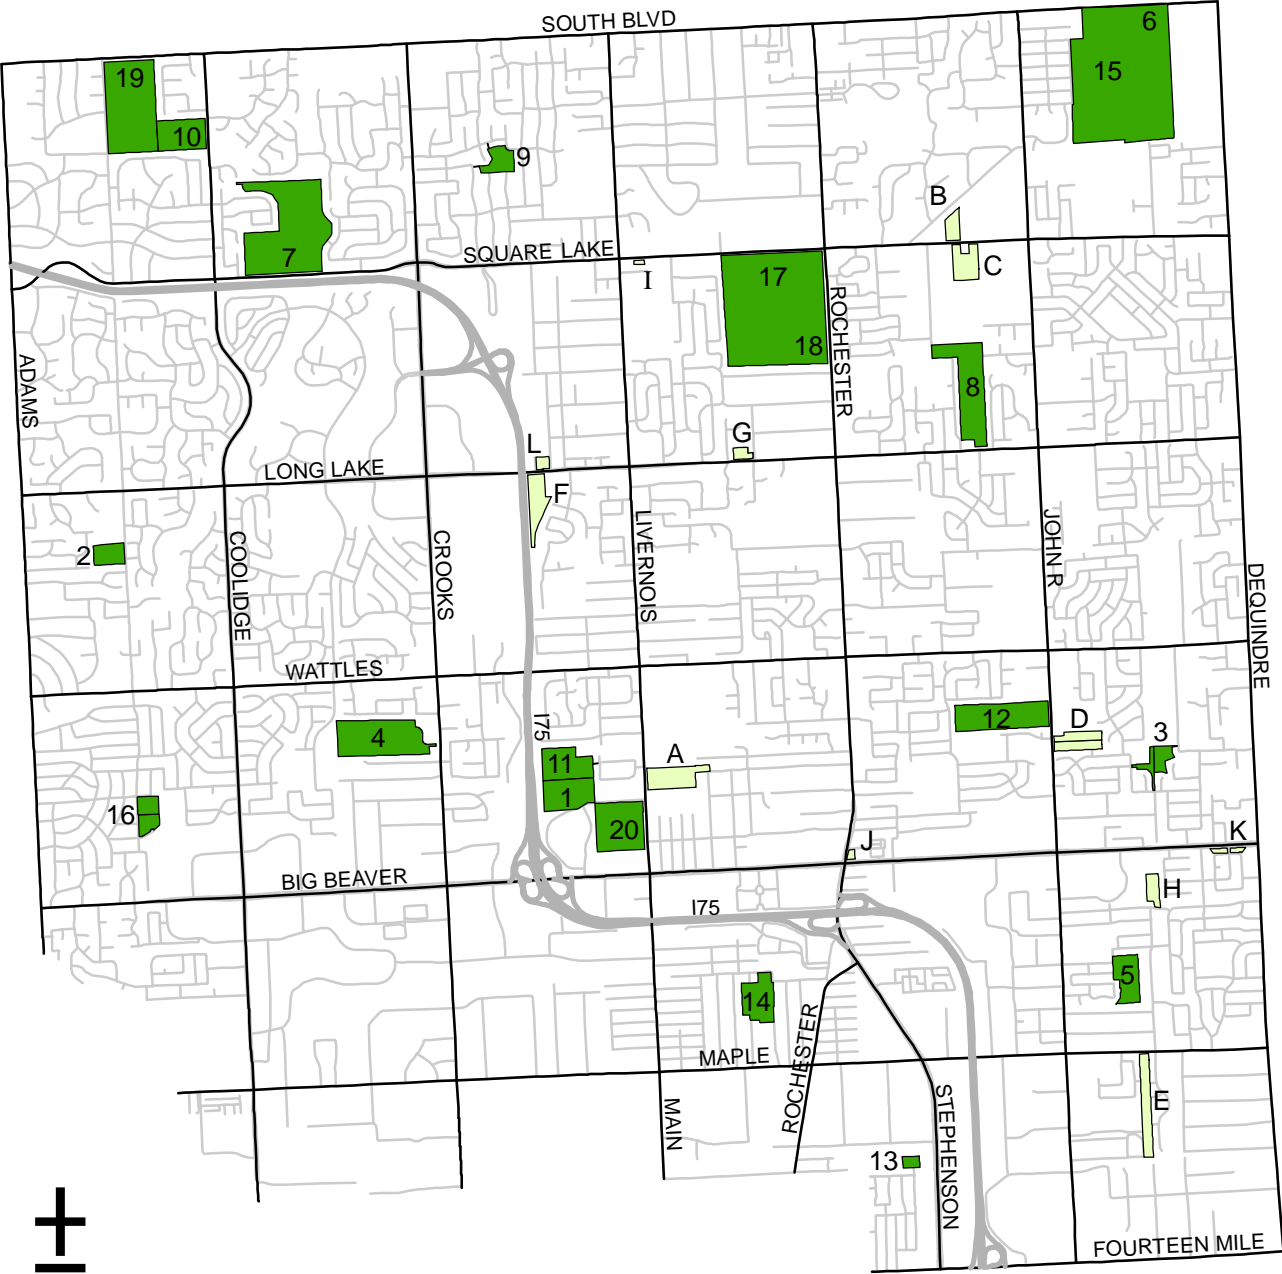 SOUTH BLVD
6
19
15
10
9
B
7
SQUARE LAKE
C
I
17
ROCHESTER
18
ADAMS
8
L
G
LONG LAKE
F
LIVERNOIS
JOHN R
2
COOLIDGE
CROOKS
DEQUINDRE
WATTLES
I75
12
D
3
4
11
A
1
16
20
J
K
BIG BEAVER
H
I75
5
14
ROCHESTER
MAPLE
MAIN
STEPHENSON
E
13
FOURTEEN MILE